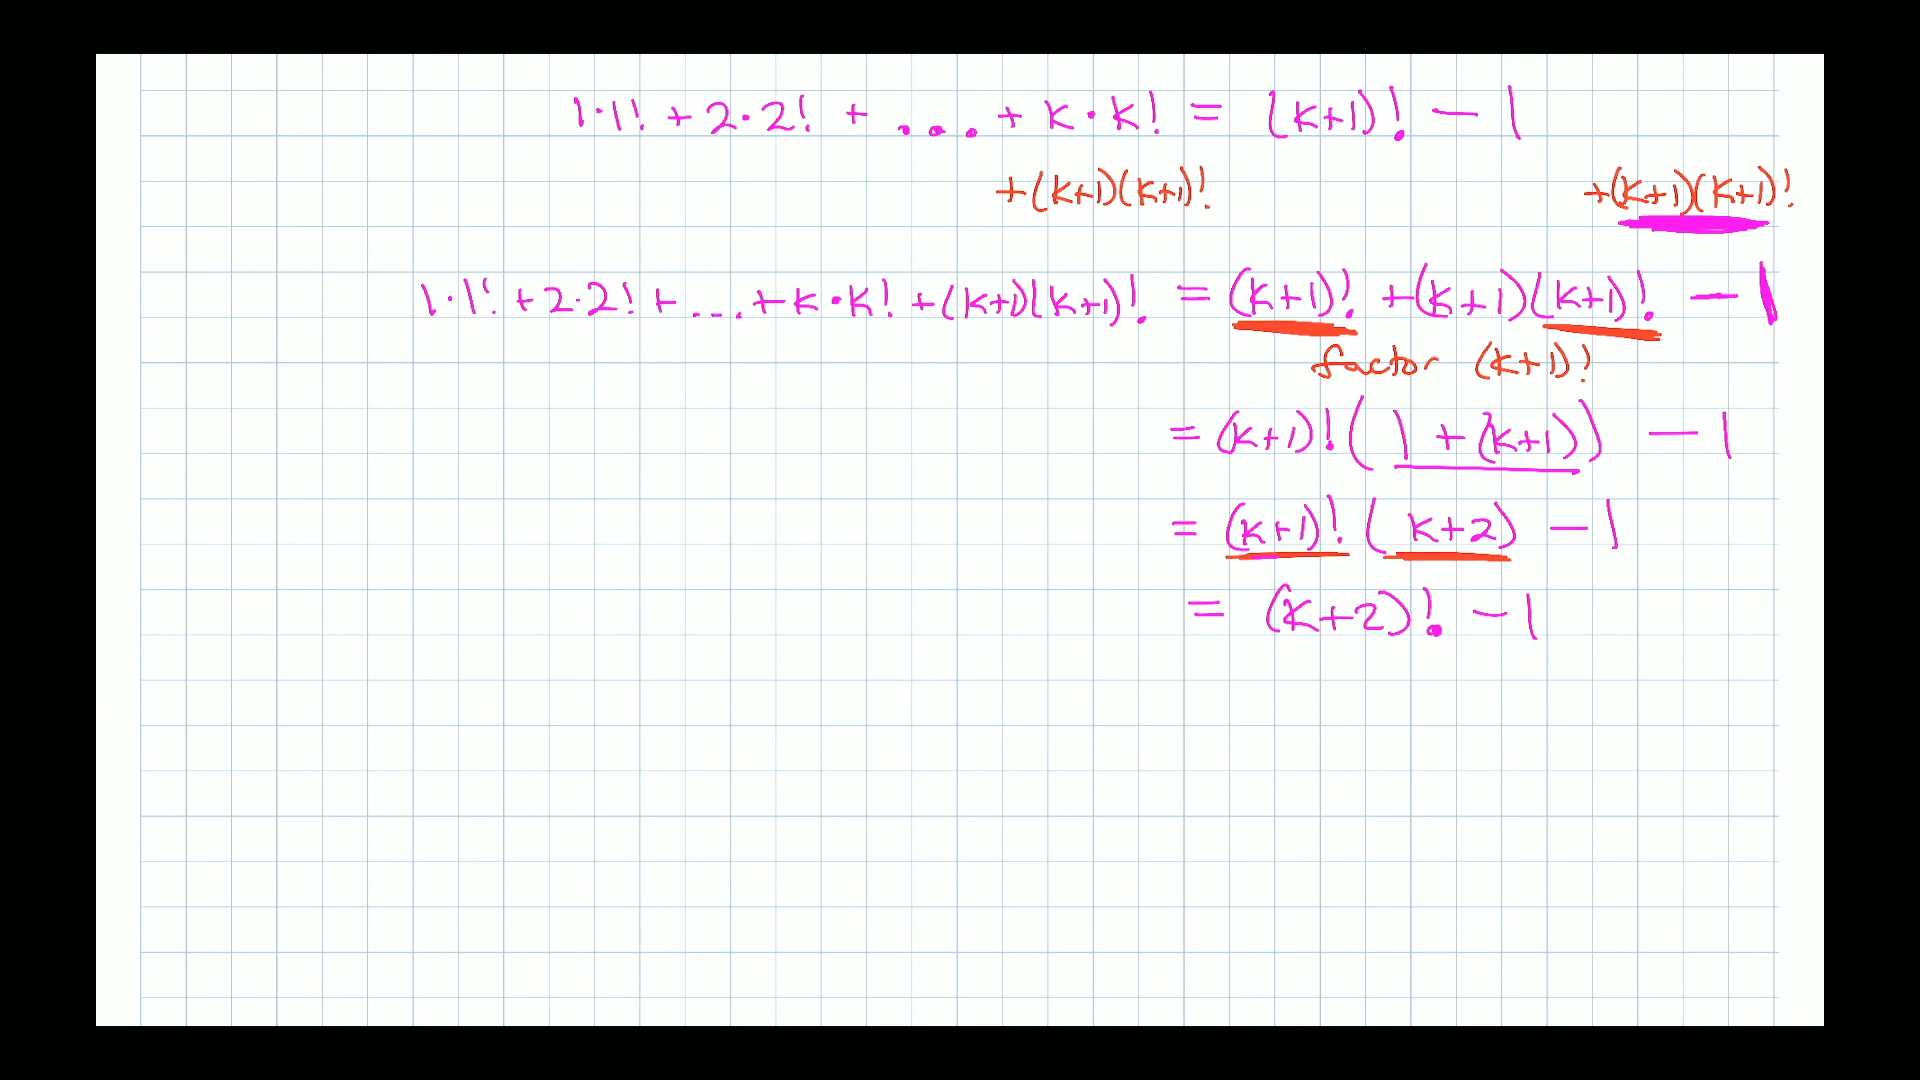 1·1! + 2·2! + ... + k·k! = (k+1)! - 1
+(k+1)(k+1)! +(k+1)(k+1)!
1·1! + 2·2! + ... + k·k! + (k+1)(k+1)! = (k+1)! + (k+1)(k+1)! - 1
factor (k+1)!
= (k+1)! ( 1 + (k+1) ) - 1
= (k+1)! ( k+2 ) - 1
= (k+2)! - 1